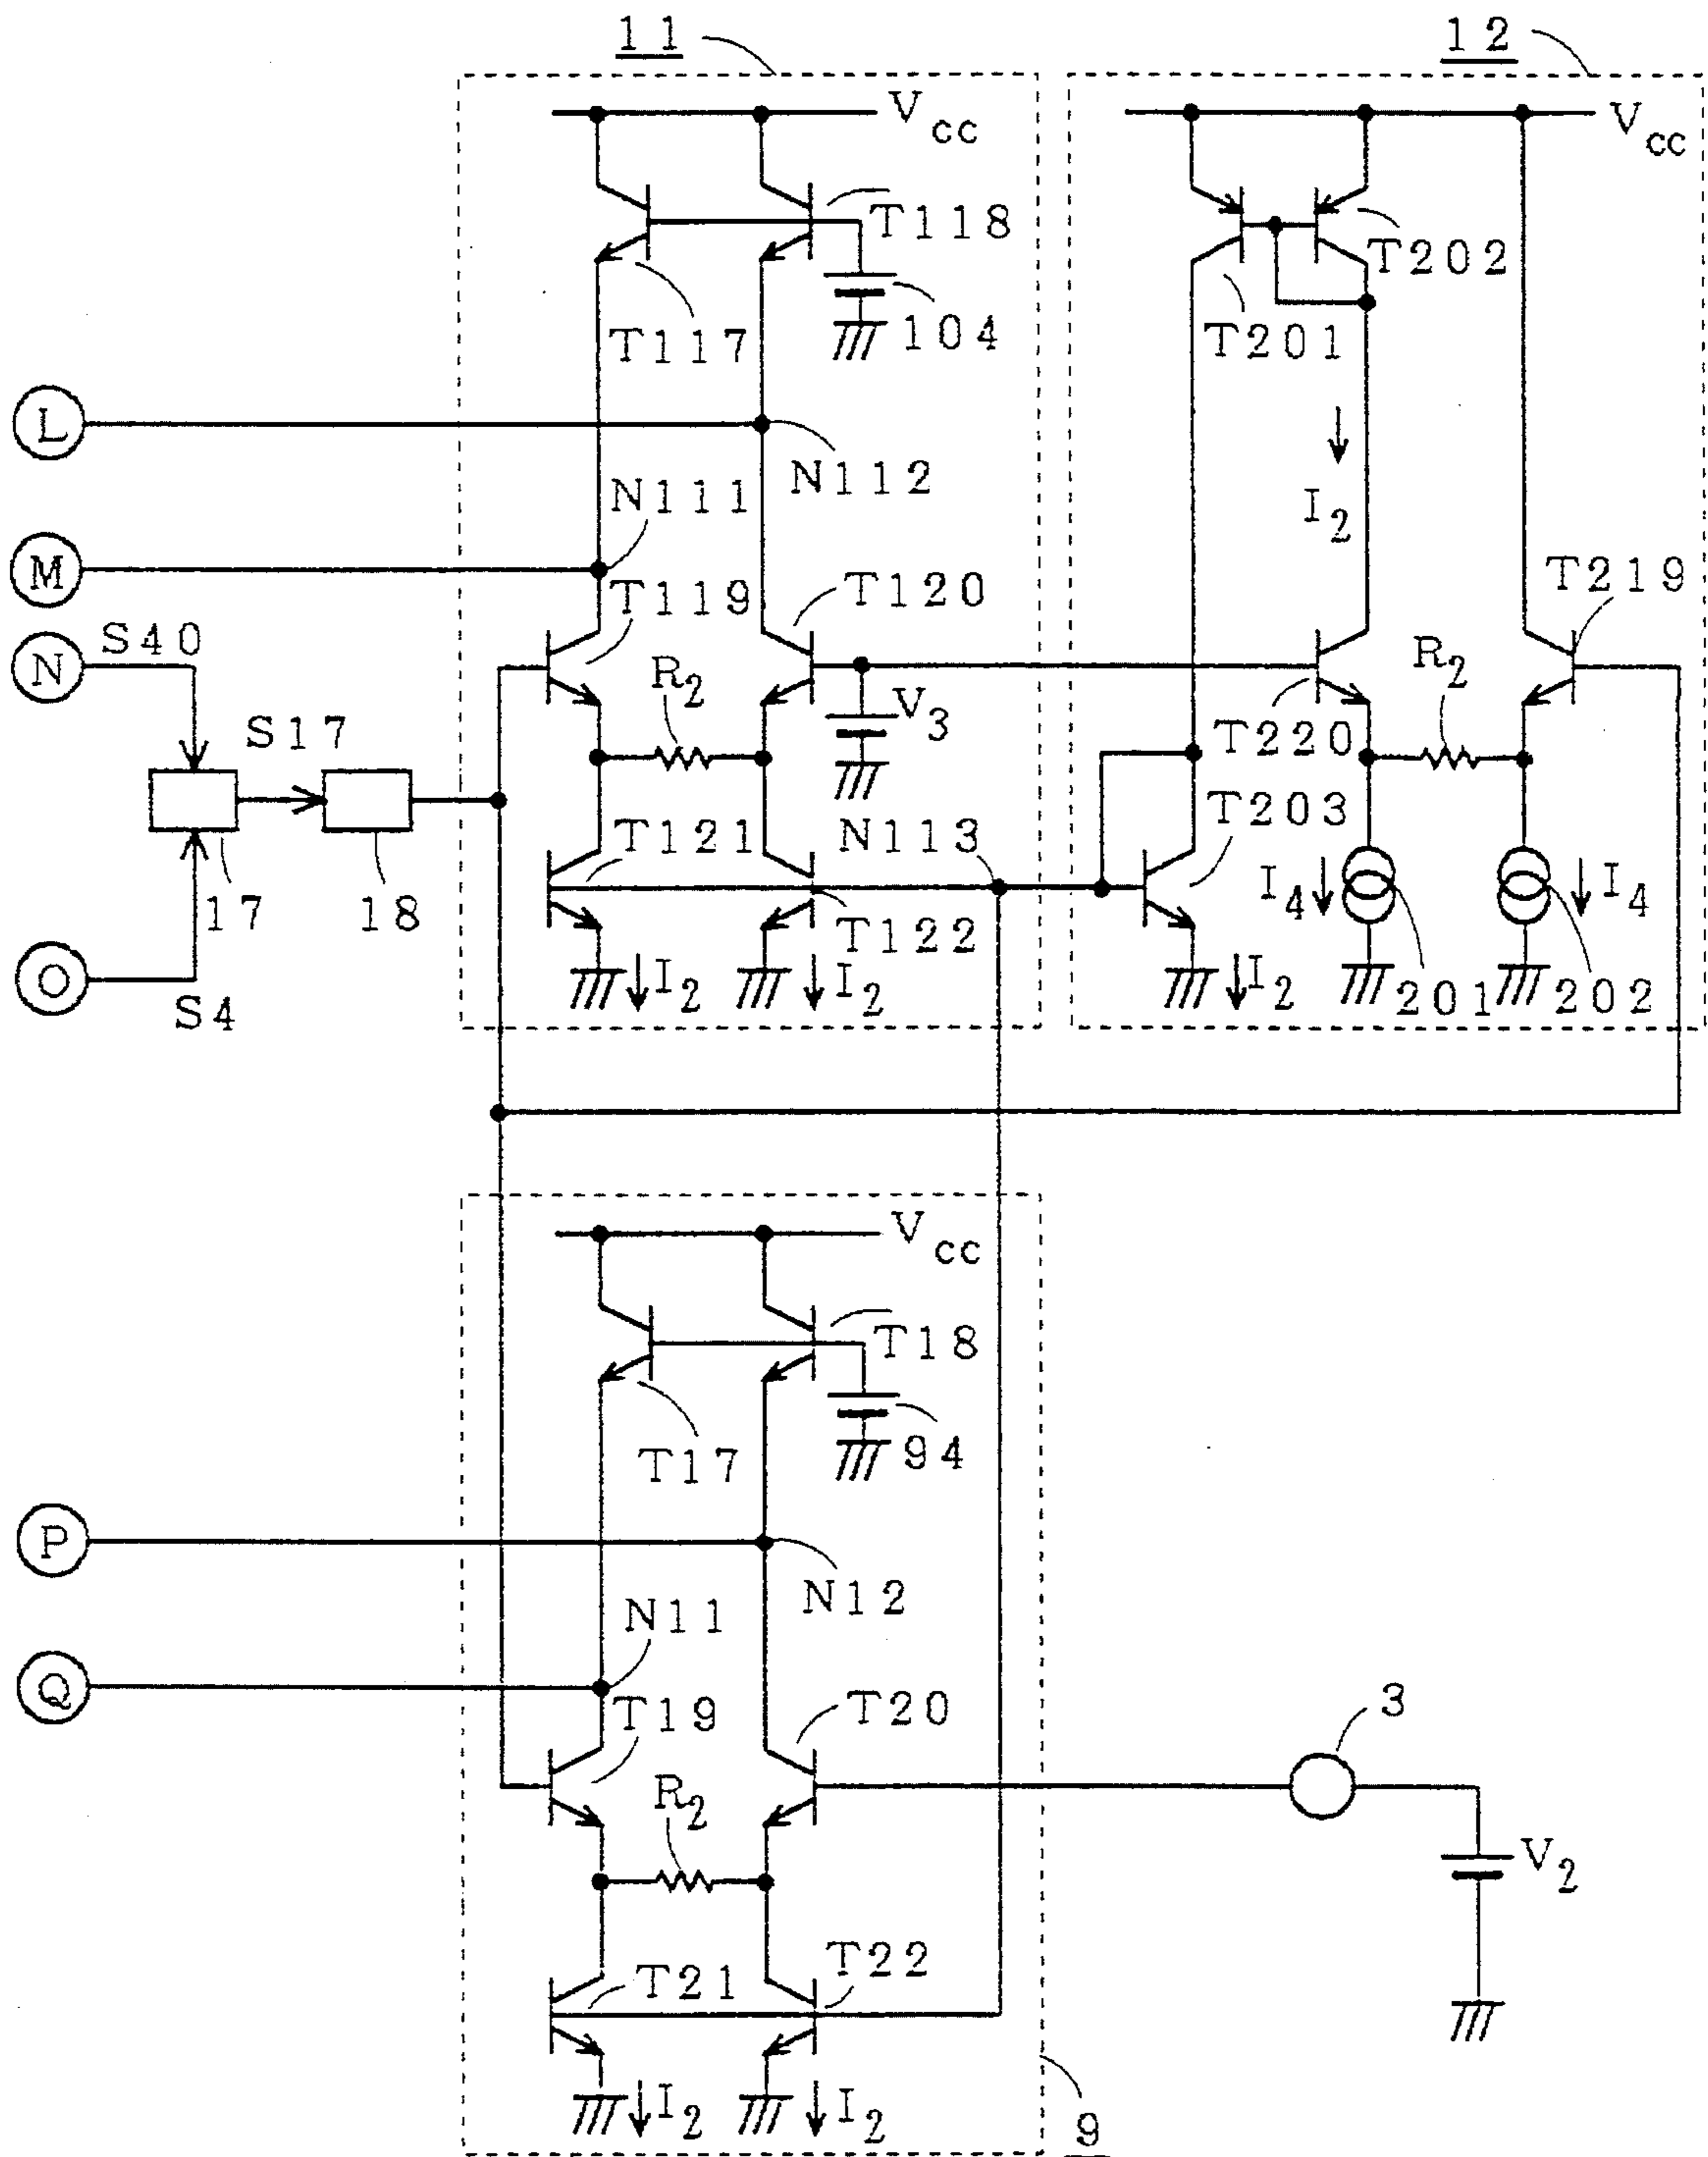 11
12
Vcc
Vcc
T118
T202
104
T117
T201
L
N112
I2
N111
M
T119
T120
T219
N
S40
R2
R2
V3
S17
T220
T203
T121
N113
17
18
I4
I4
T122
O
I2
I2
I2
201
202
S4
Vcc
T18
94
T17
P
N12
N11
Q
T19
T20
3
R2
V2
T21
T22
I2
I2
9